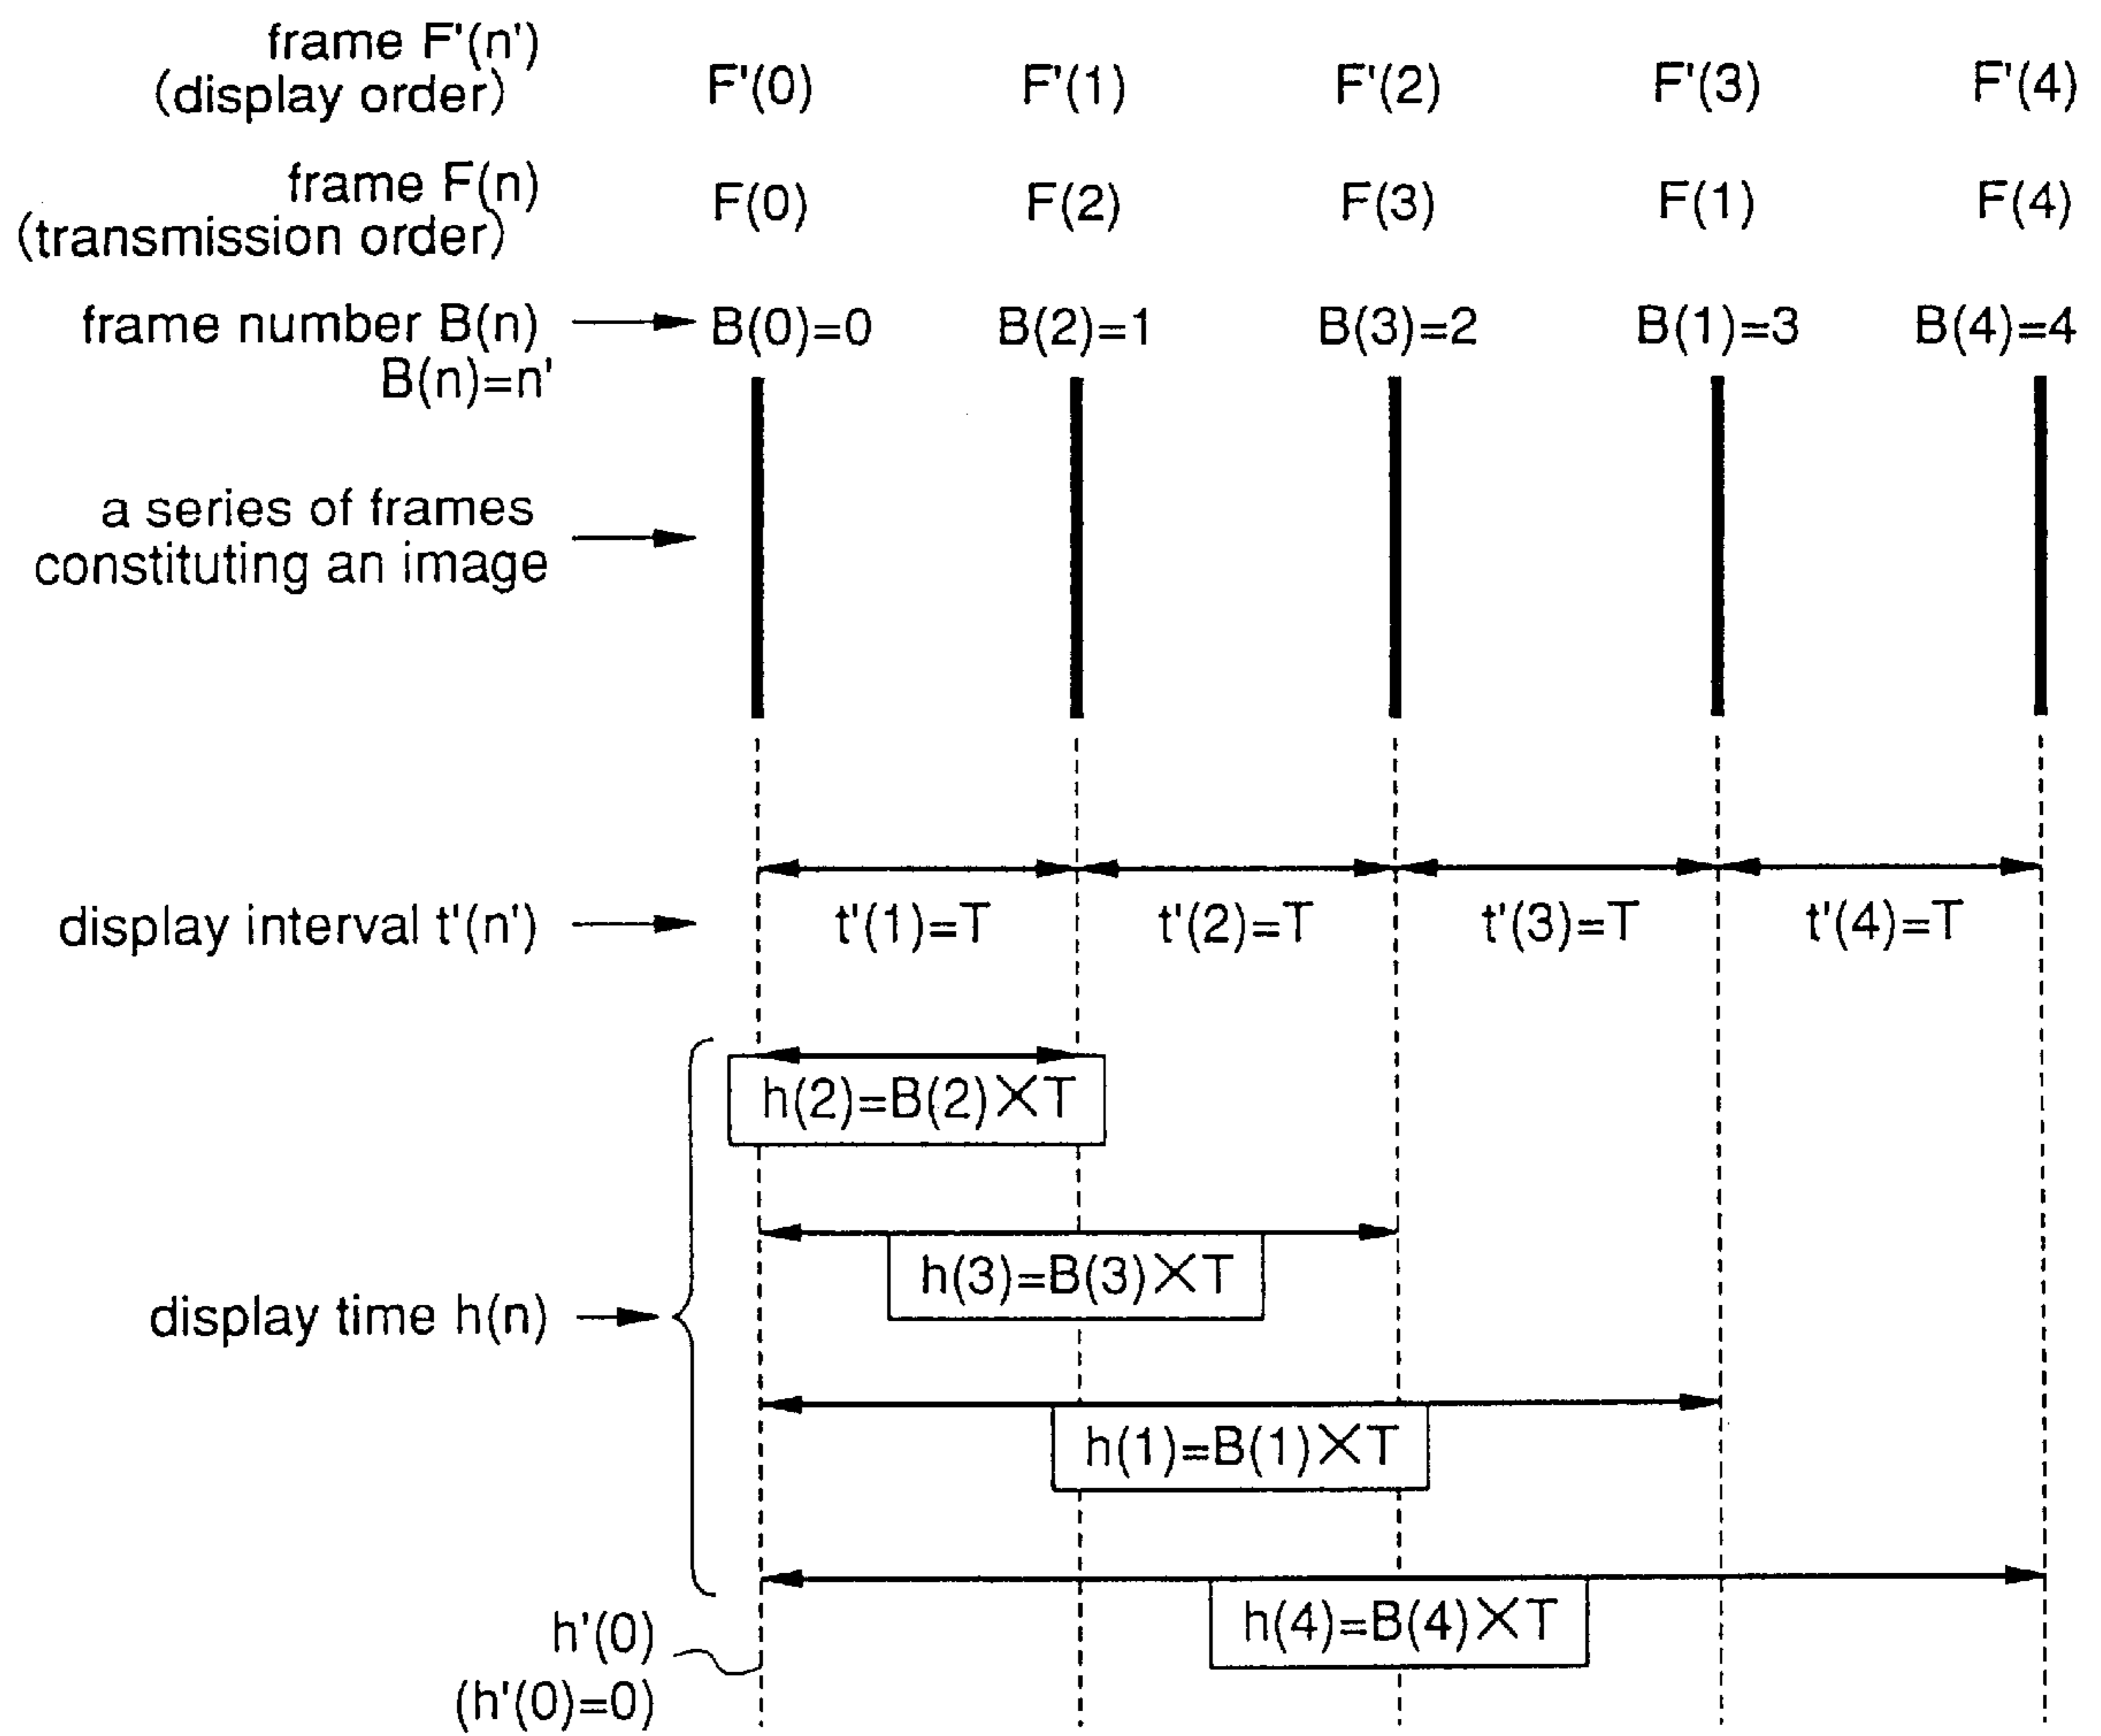 frame F'(n')
(display order)
F'(0) F'(1) F'(2) F'(3) F'(4)
frame F(n)
(transmission order)
F(0) F(2) F(3) F(1) F(4)
frame number B(n)
B(n)=n'
B(0)=0 B(2)=1 B(3)=2 B(1)=3 B(4)=4
a series of frames
constituting an image
display interval t'(n')
t'(1)=T t'(2)=T t'(3)=T t'(4)=T
h(2)=B(2)×T
h(3)=B(3)×T
display time h(n)
h(1)=B(1)×T
h(4)=B(4)×T
h'(0)
(h'(0)=0)